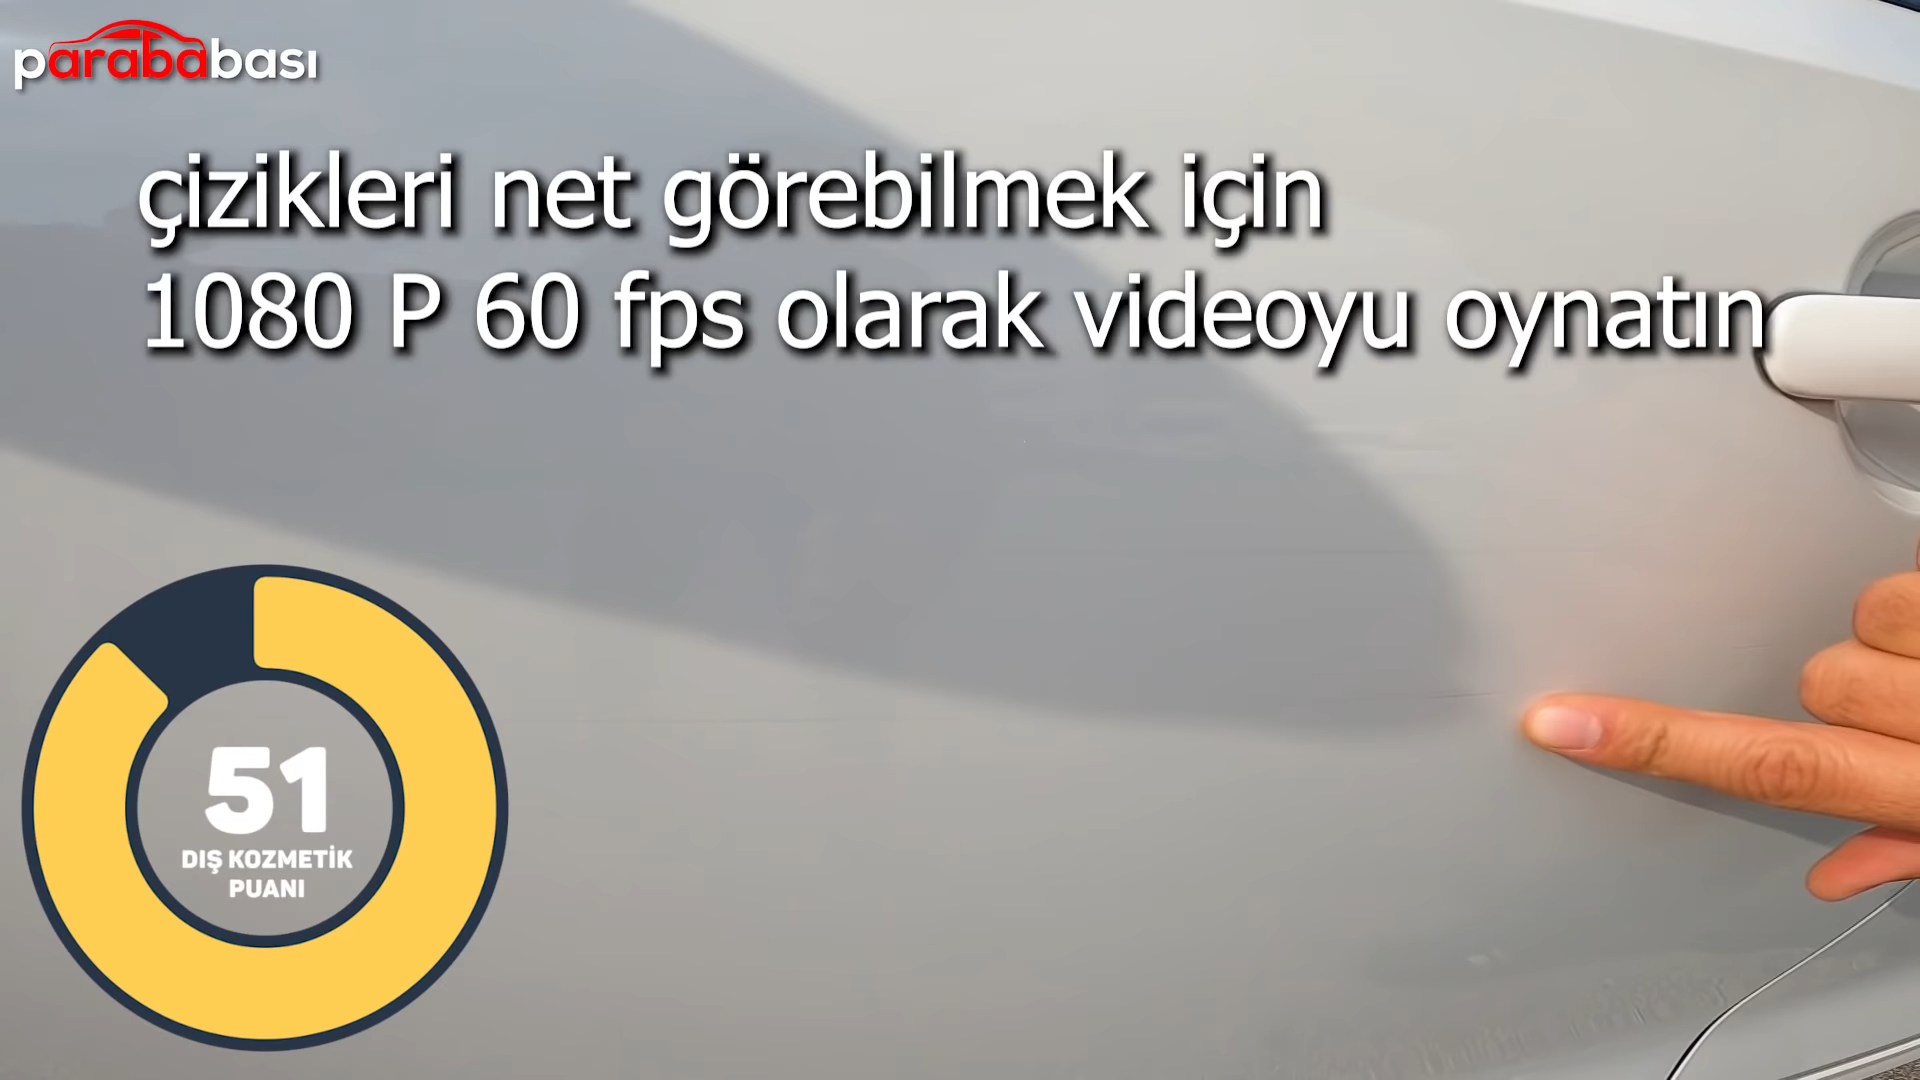 parababası
çizikleri net görebilmek için
1080 P 60 fps olarak videoyu oynatın
51
DIŞ KOZMETİK
PUANI